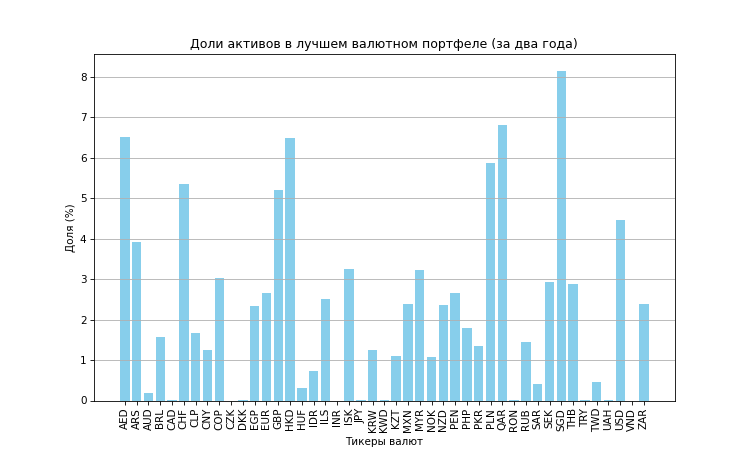 Доли активов в лучшем валютном портфеле (за два года)
Доля (%)
8
7
6
5
4
3
2
1
0
AED ARS AUD BRL CAD CHF CLP CNY COP CZK DKK EGP EUR GBP HKD HUF IDR ILS INR ISK JPY KRW KWD KZT MXN MYR NOK NZD PEN PHP PKR PLN QAR RON RUB SAR SEK SGD THB TRY TWD UAH USD VND ZAR
Тикеры валют